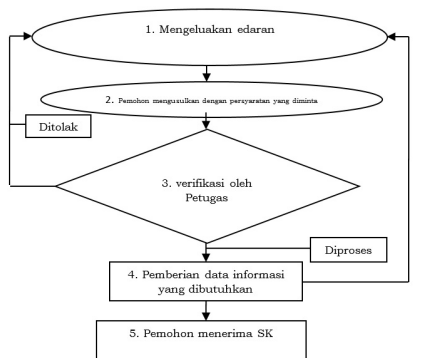 1. Mengeluakan edaran
2. Pemohon mengusulkan dengan persyaratan yang diminta
Ditolak
3. verifikasi oleh
Petugas
Diproses
4. Pemberian data informasi
yang dibutuhkan
5. Pemohon menerima SK